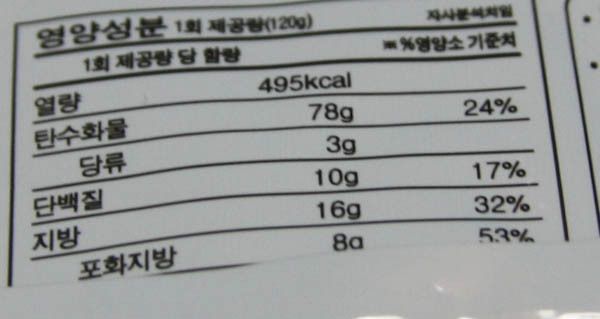 영양성분 1회 제공량(120g) 자사분석치임
1회 제공량 당 함량 ※%영양소 기준치
열량 495kcal
탄수화물 78g 24%
당류 3g
단백질 10g 17%
지방 16g 32%
포화지방 8g 53%